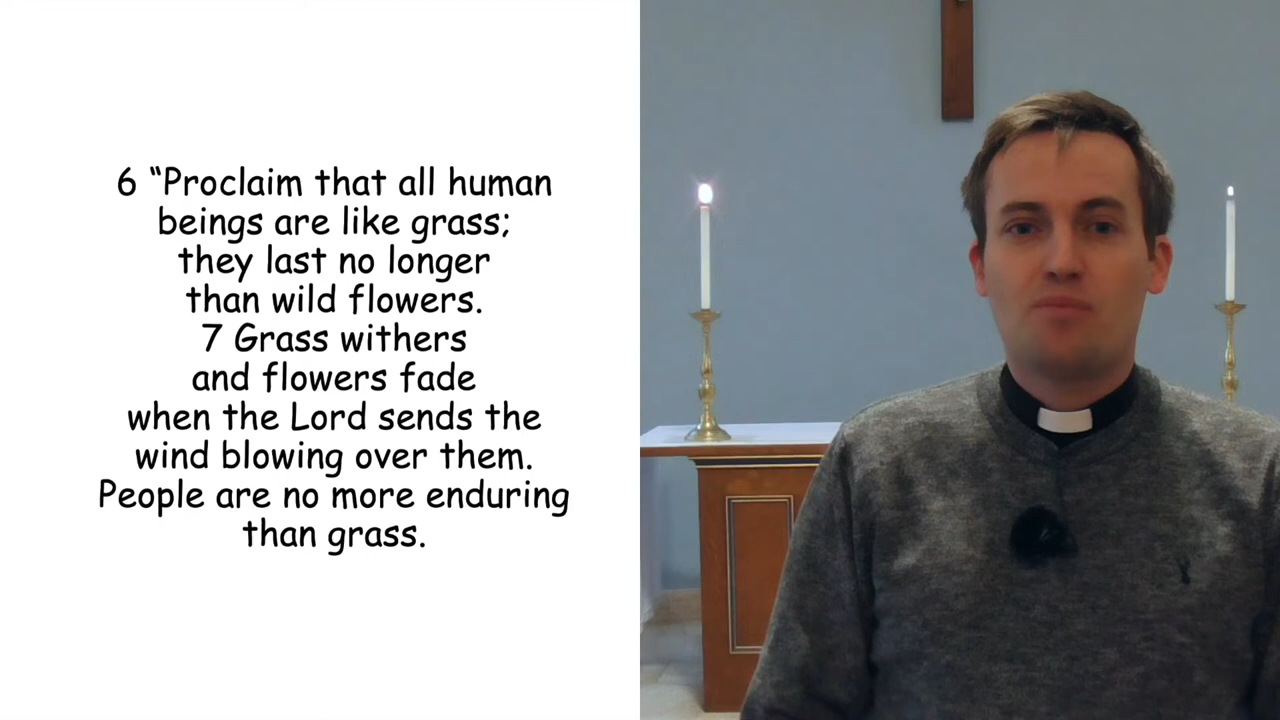 6 “Proclaim that all human
beings are like grass;
they last no longer
than wild flowers.
7 Grass withers
and flowers fade
when the Lord sends the
wind blowing over them.
People are no more enduring
than grass.